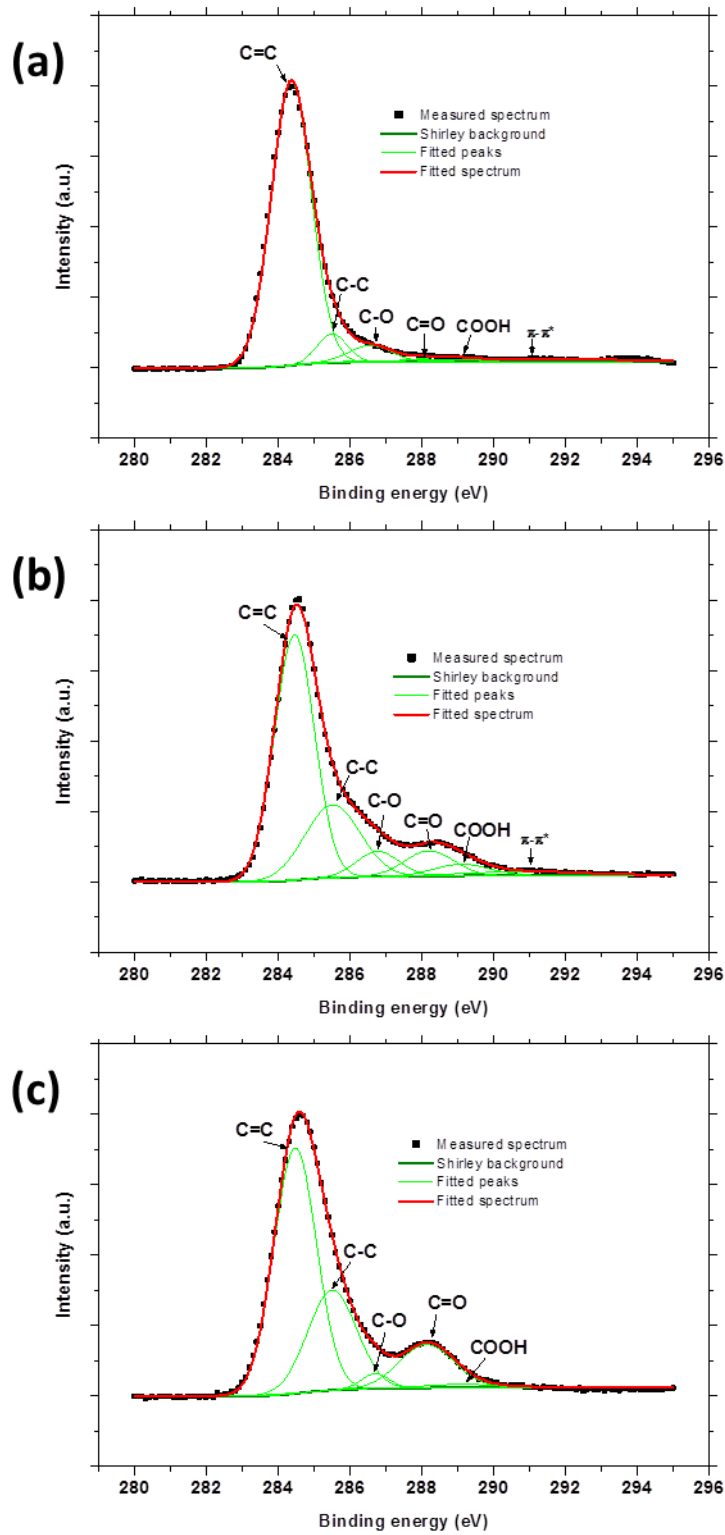 (a)
C=C
Measured spectrum
Shirley background
Fitted peaks
Fitted spectrum
C-C
C-O
C=O
COOH
π-π*
Intensity (a.u.)
280 282 284 286 288 290 292 294 296
Binding energy (eV)
(b)
C=C
Measured spectrum
Shirley background
Fitted peaks
Fitted spectrum
C-C
C-O
C=O
COOH
π-π*
Intensity (a.u.)
280 282 284 286 288 290 292 294 296
Binding energy (eV)
(c)
C=C
Measured spectrum
Shirley background
Fitted peaks
Fitted spectrum
C-C
C-O
C=O
COOH
Intensity (a.u.)
280 282 284 286 288 290 292 294 296
Binding energy (eV)